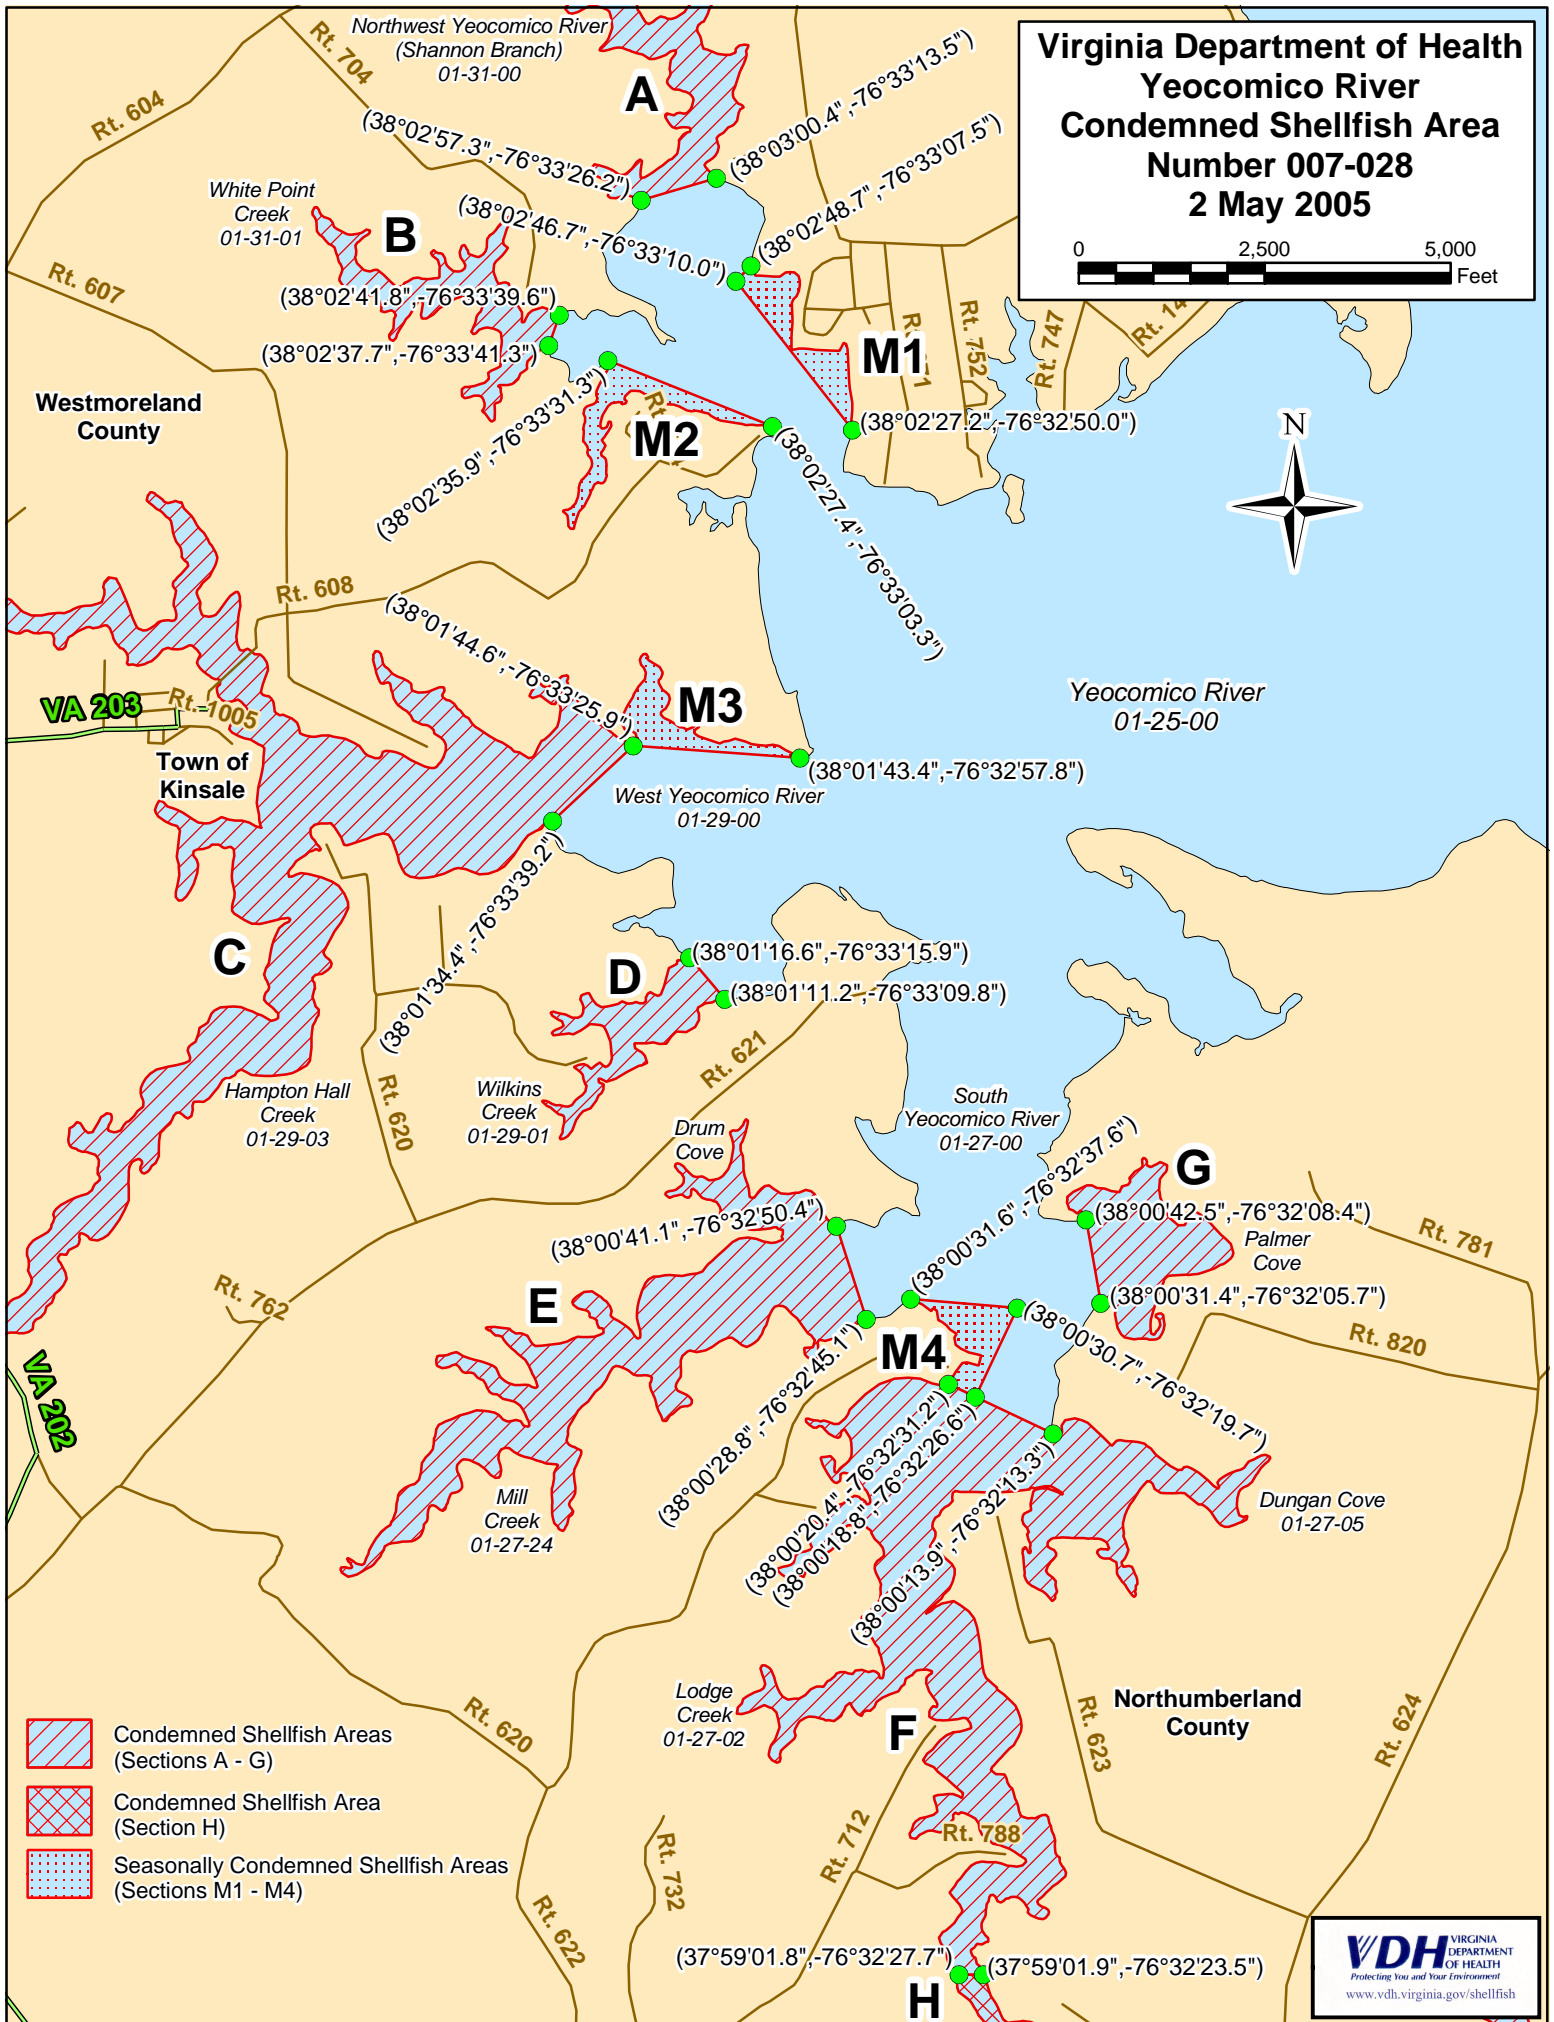 Virginia Department of Health
Yeocomico River
Condemned Shellfish Area
Number 007-028
2 May 2005
0 2,500 5,000
Feet
Northwest Yeocomico River
(Shannon Branch)
01-31-00
Rt. 704
Rt. 604
A
(38°02'57.3",-76°33'26.2")
(38°03'00.4",-76°33'13.5")
(38°02'48.7",-76°33'07.5")
(38°02'46.7",-76°33'10.0")
White Point
Creek
01-31-01
B
Rt. 607
(38°02'41.8",-76°33'39.6")
(38°02'37.7",-76°33'41.3")
M1
Rt. 752
Rt. 747
Rt. 14
Westmoreland
County
(38°02'35.9",-76°33'31.3")
M2
(38°02'27.2",-76°32'50.0")
(38°02'27.4",-76°33'03.3")
N
Rt. 608
(38°01'44.6",-76°33'25.9")
M3
Yeocomico River
01-25-00
VA 203
Rt. 1005
Town of
Kinsale
(38°01'43.4",-76°32'57.8")
West Yeocomico River
01-29-00
(38°01'34.4",-76°33'39.2")
C
D
(38°01'16.6",-76°33'15.9")
(38°01'11.2",-76°33'09.8")
Rt. 621
Hampton Hall
Creek
01-29-03
Rt. 620
Wilkins
Creek
01-29-01
Drum
Cove
South
Yeocomico River
01-27-00
G
(38°00'41.1",-76°32'50.4")
(38°00'31.6",-76°32'37.6")
(38°00'42.5",-76°32'08.4")
Palmer
Cove
Rt. 781
Rt. 762
E
(38°00'31.4",-76°32'05.7")
Rt. 820
M4
(38°00'30.7",-76°32'19.7")
VA 202
(38°00'28.8",-76°32'45.1")
(38°00'20.4",-76°32'31.2")
(38°00'18.8",-76°32'26.6")
(38°00'13.9",-76°32'13.3")
Mill
Creek
01-27-24
Dungan Cove
01-27-05
Lodge
Creek
01-27-02
F
Northumberland
County
Rt. 620
Rt. 623
Rt. 624
Condemned Shellfish Areas
(Sections A - G)
Condemned Shellfish Area
(Section H)
Seasonally Condemned Shellfish Areas
(Sections M1 - M4)
Rt. 712
Rt. 788
Rt. 732
Rt. 622
(37°59'01.8",-76°32'27.7")
(37°59'01.9",-76°32'23.5")
H
VDH VIRGINIA
DEPARTMENT
OF HEALTH
Protecting You and Your Environment
www.vdh.virginia.gov/shellfish